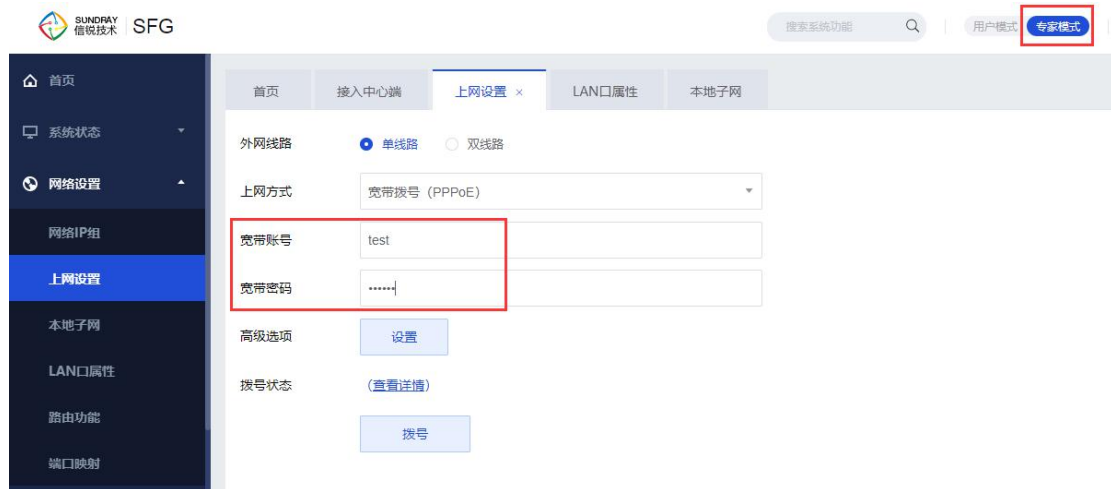 SUNDRAY
信锐技术
SFG
搜索系统功能
用户模式
专家模式
首页
系统状态
网络设置
网络IP组
上网设置
本地子网
LAN口属性
路由功能
端口映射
首页
接入中心端
上网设置 ×
LAN口属性
本地子网
外网线路 单线路 双线路
上网方式 宽带拨号（PPPoE）
宽带账号 test
宽带密码 ••••••
高级选项 设置
拨号状态 (查看详情)
拨号